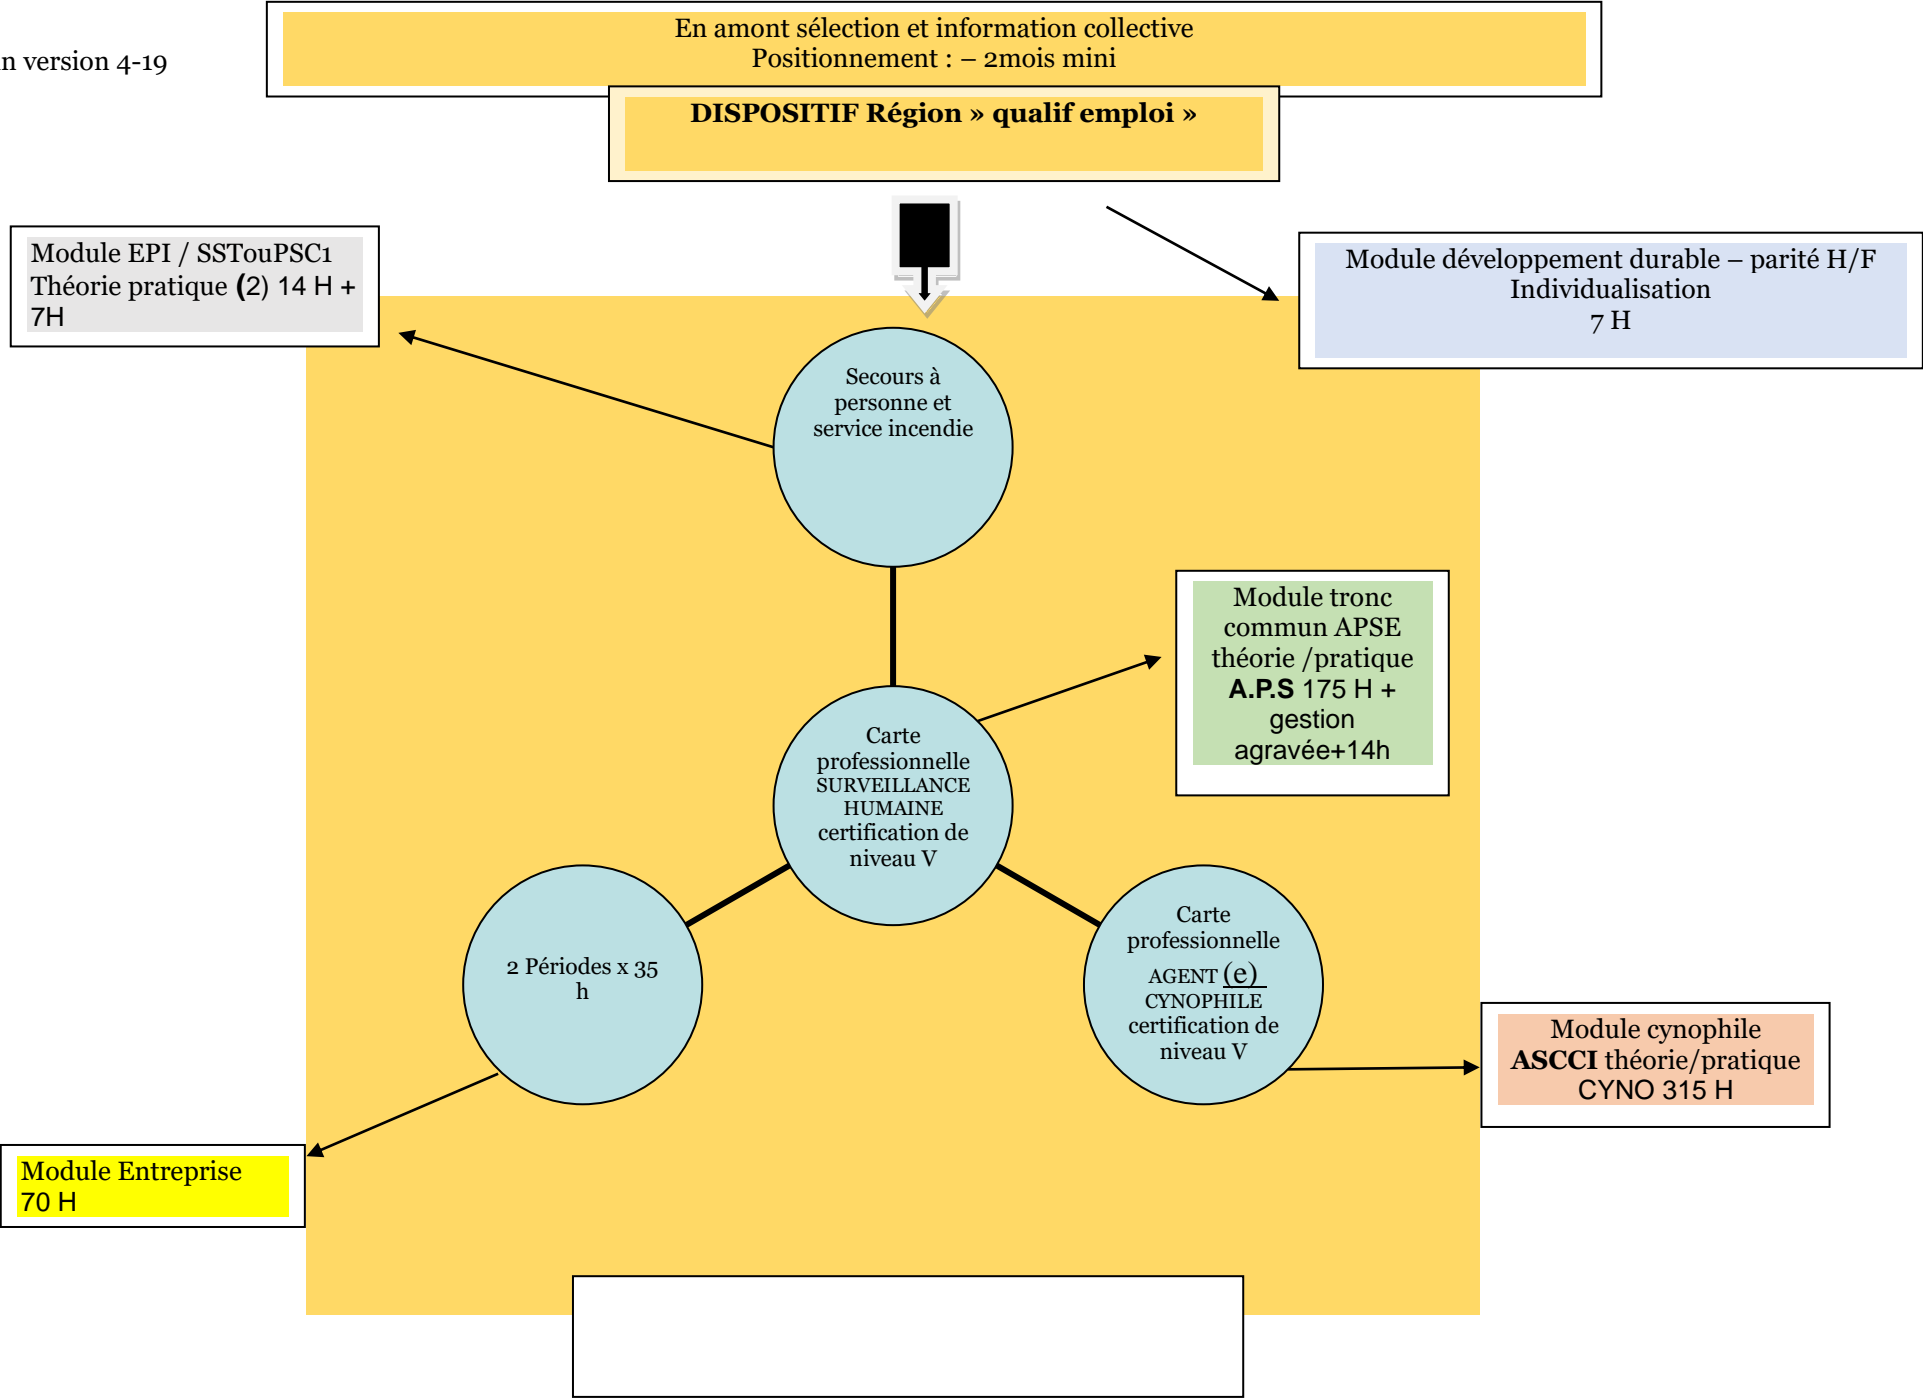 En amont sélection et information collective
Positionnement : – 2mois mini
n version 4-19
DISPOSITIF Région » qualif emploi »
Module EPI / SSTouPSC1
Théorie pratique (2) 14 H +
7H
Module développement durable – parité H/F
Individualisation
7 H
Secours à
personne et
service incendie
Module tronc
commun APSE
théorie /pratique
A.P.S 175 H +
gestion
agravée+14h
Carte
professionnelle
SURVEILLANCE
HUMAINE
certification de
niveau V
2 Périodes x 35
h
Carte
professionnelle
AGENT (e)
CYNOPHILE
certification de
niveau V
Module cynophile
ASCCI théorie/pratique
CYNO 315 H
Module Entreprise
70 H